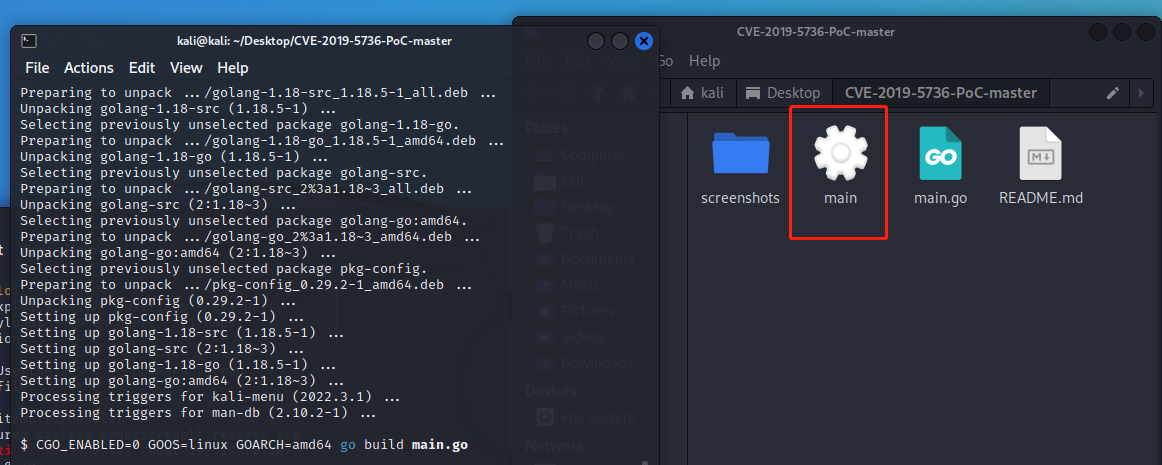 kali@kali: ~/Desktop/CVE-2019-5736-PoC-master
File Actions Edit View Help
Preparing to unpack .../golang-1.18-src_1.18.5-1_all.deb ...
Unpacking golang-1.18-src (1.18.5-1) ...
Selecting previously unselected package golang-1.18-go.
Preparing to unpack .../golang-1.18-go_1.18.5-1_amd64.deb ...
Unpacking golang-1.18-go (1.18.5-1) ...
Selecting previously unselected package golang-src.
Preparing to unpack .../golang-src_2%3a1.18~3_all.deb ...
Unpacking golang-src (2:1.18~3) ...
Selecting previously unselected package golang-go:amd64.
Preparing to unpack .../golang-go_2%3a1.18~3_amd64.deb ...
Unpacking golang-go:amd64 (2:1.18~3) ...
Selecting previously unselected package pkg-config.
Preparing to unpack .../pkg-config_0.29.2-1_amd64.deb ...
Unpacking pkg-config (0.29.2-1) ...
Setting up pkg-config (0.29.2-1) ...
Setting up golang-1.18-src (1.18.5-1) ...
Setting up golang-src (2:1.18~3) ...
Setting up golang-1.18-go (1.18.5-1) ...
Setting up golang-go:amd64 (2:1.18~3) ...
Processing triggers for kali-menu (2022.3.1) ...
Processing triggers for man-db (2.10.2-1) ...
$ CGO_ENABLED=0 GOOS=linux GOARCH=amd64 go build main.go
CVE-2019-5736-PoC-master
File Edit View Go Help
kali Desktop CVE-2019-5736-PoC-master
Places
Computer
kali
Desktop
Trash
Documents
Music
Pictures
Videos
Downloads
Devices
File System
Network
GO
screenshots main main.go README.md